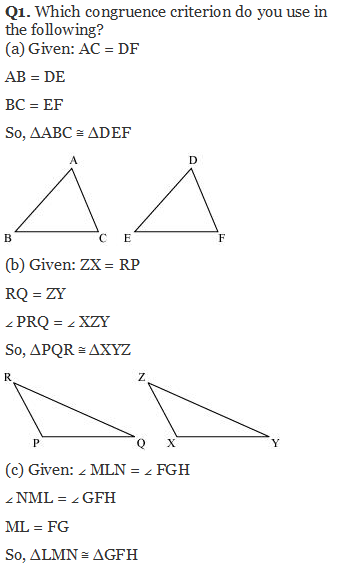 Q1. Which congruence criterion do you use in
the following?
(a) Given: AC = DF
AB = DE
BC = EF
So, ΔABC ≅ ΔDEF
A D
B C E F
(b) Given: ZX = RP
RQ = ZY
∠PRQ = ∠ XZY
So, ΔPQR ≅ ΔXYZ
R Z
P Q X Y
(c) Given: ∠ MLN = ∠ FGH
∠NML = ∠GFH
ML = FG
So, ΔLMN ≅ ΔGFH